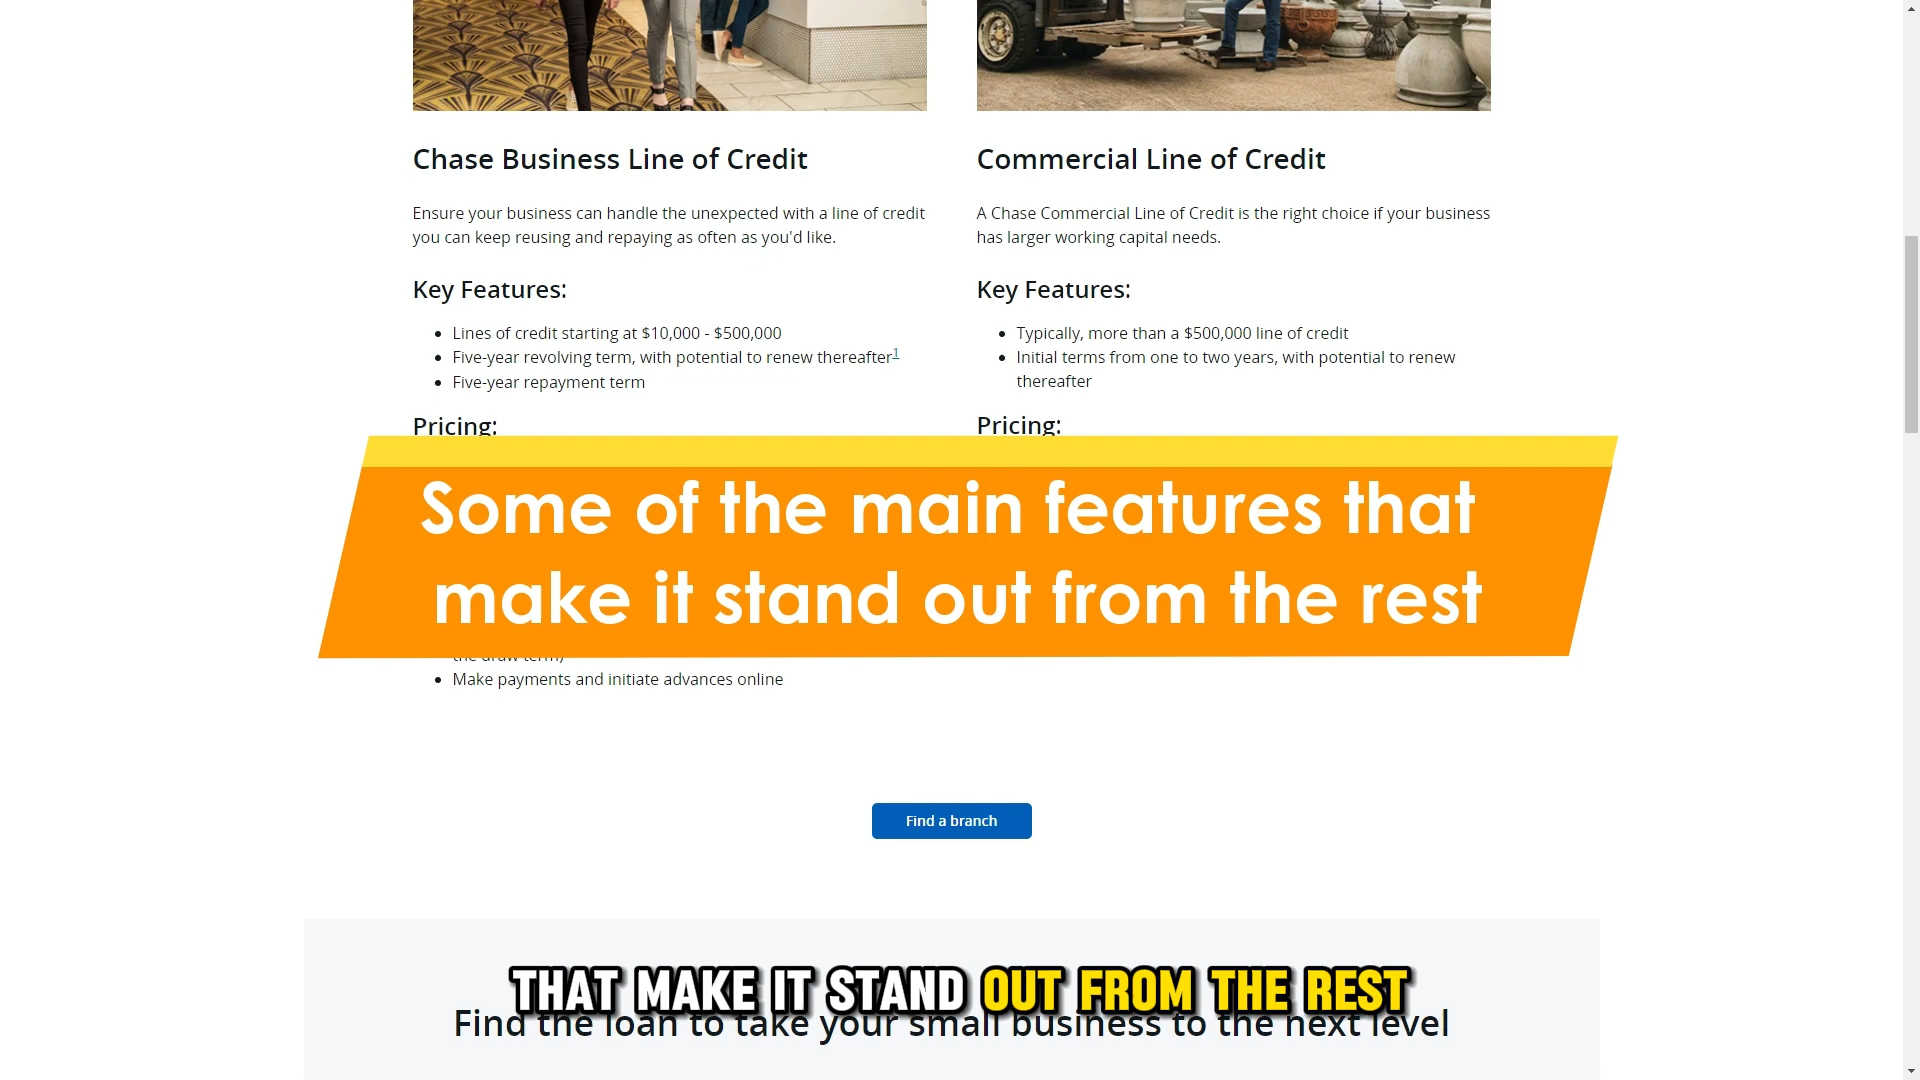 Chase Business Line of Credit
Ensure your business can handle the unexpected with a line of credit
you can keep reusing and repaying as often as you'd like.
Key Features:
Lines of credit starting at $10,000 - $500,000
Five-year revolving term, with potential to renew thereafter1
Five-year repayment term
Pricing:
Commercial Line of Credit
A Chase Commercial Line of Credit is the right choice if your business
has larger working capital needs.
Key Features:
Typically, more than a $500,000 line of credit
Initial terms from one to two years, with potential to renew
thereafter
Pricing:
Some of the main features that
make it stand out from the rest
the draw term)
Make payments and initiate advances online
Find a branch
THAT MAKE IT STAND OUT FROM THE REST
Find the loan to take your small business to the next level